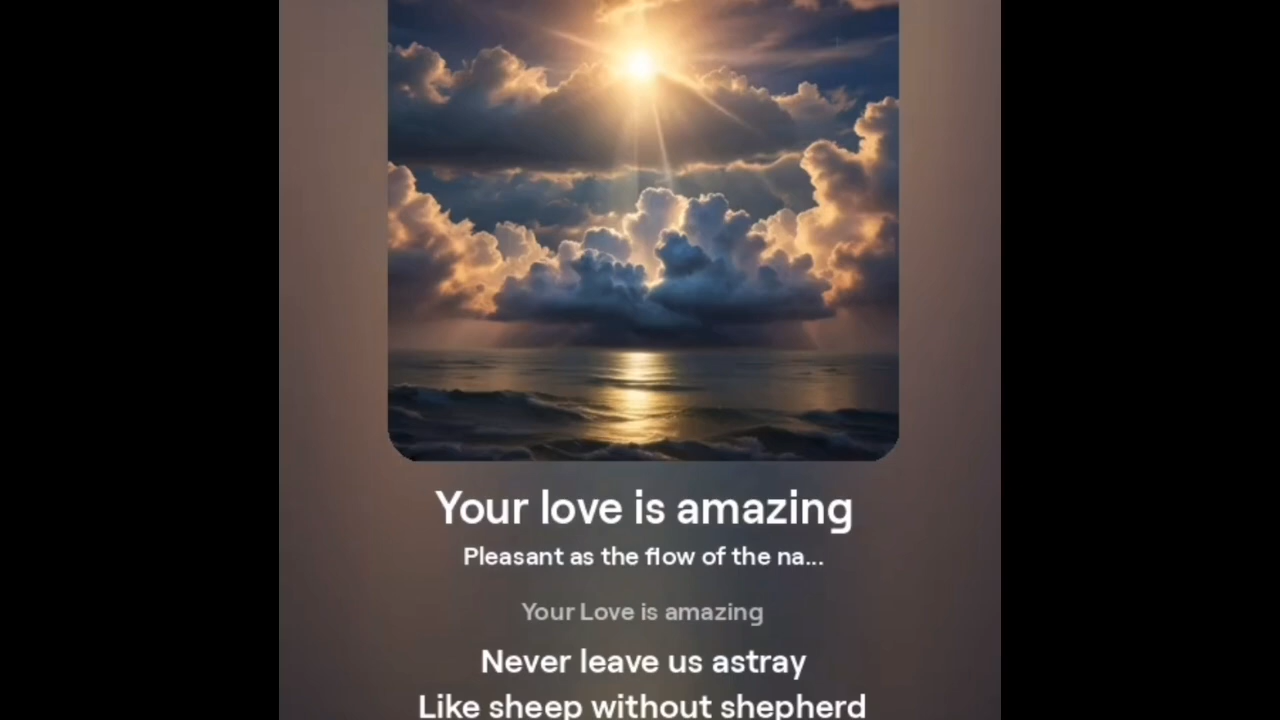 Your love is amazing
Pleasant as the flow of the na...
Your Love is amazing
Never leave us astray
Like sheep without shepherd